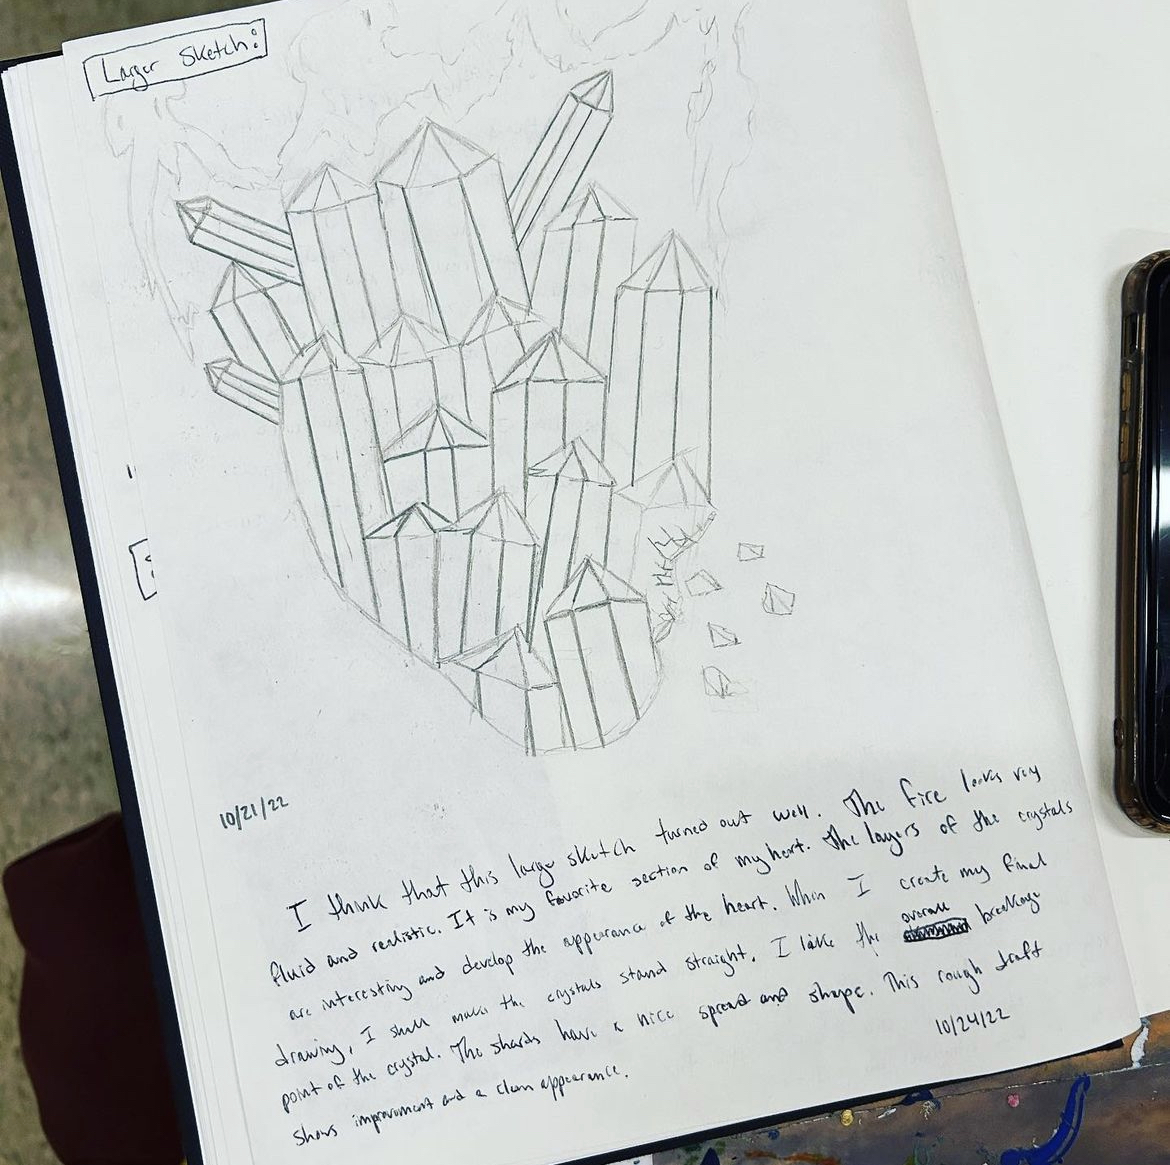 Larger Sketch:
10/21/22
I think that this large sketch turned out well. The fire looks very
fluid and realistic. It is my favorite section of my heart. The layers of the crystals
are interesting and develop the appearance of the heart. When I create my final
drawing, I shall make the crystals stand straight. I like the overall breaking
point of the crystal. The shards have a nice spread and shape. This rough draft
shows improvement and a clean appearance.
10/24/22